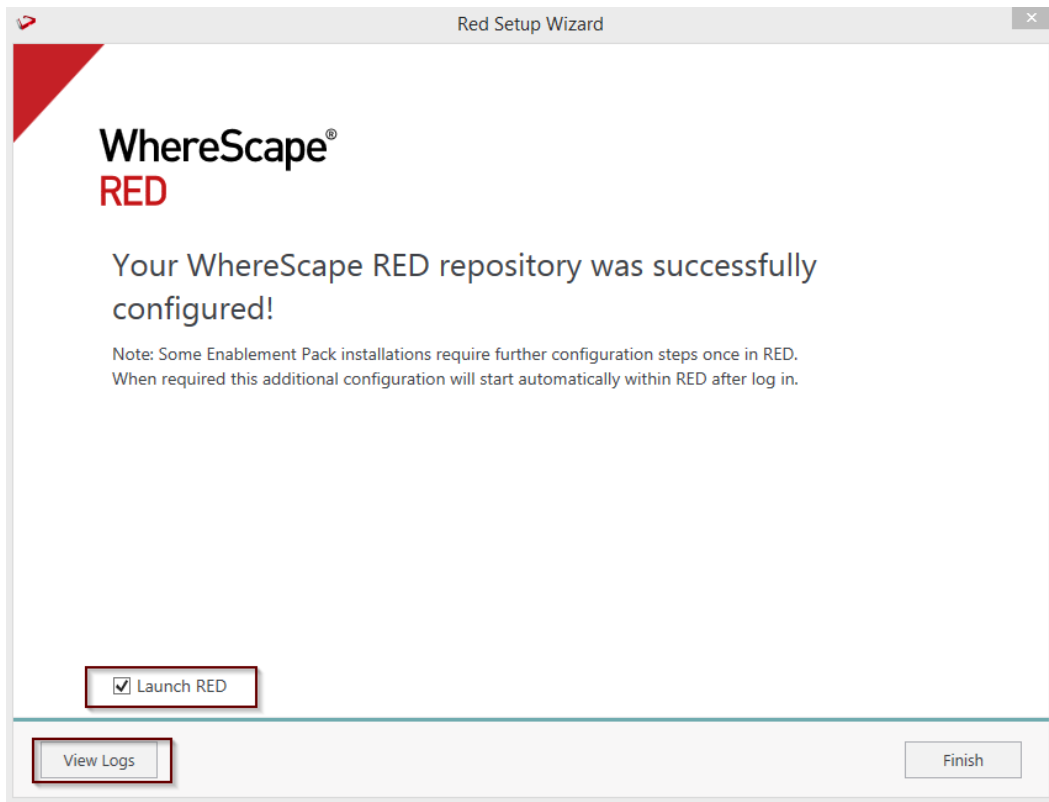 Red Setup Wizard
WhereScape®
RED
Your WhereScape RED repository was successfully
configured!
Note: Some Enablement Pack installations require further configuration steps once in RED.
When required this additional configuration will start automatically within RED after log in.
Launch RED
View Logs
Finish